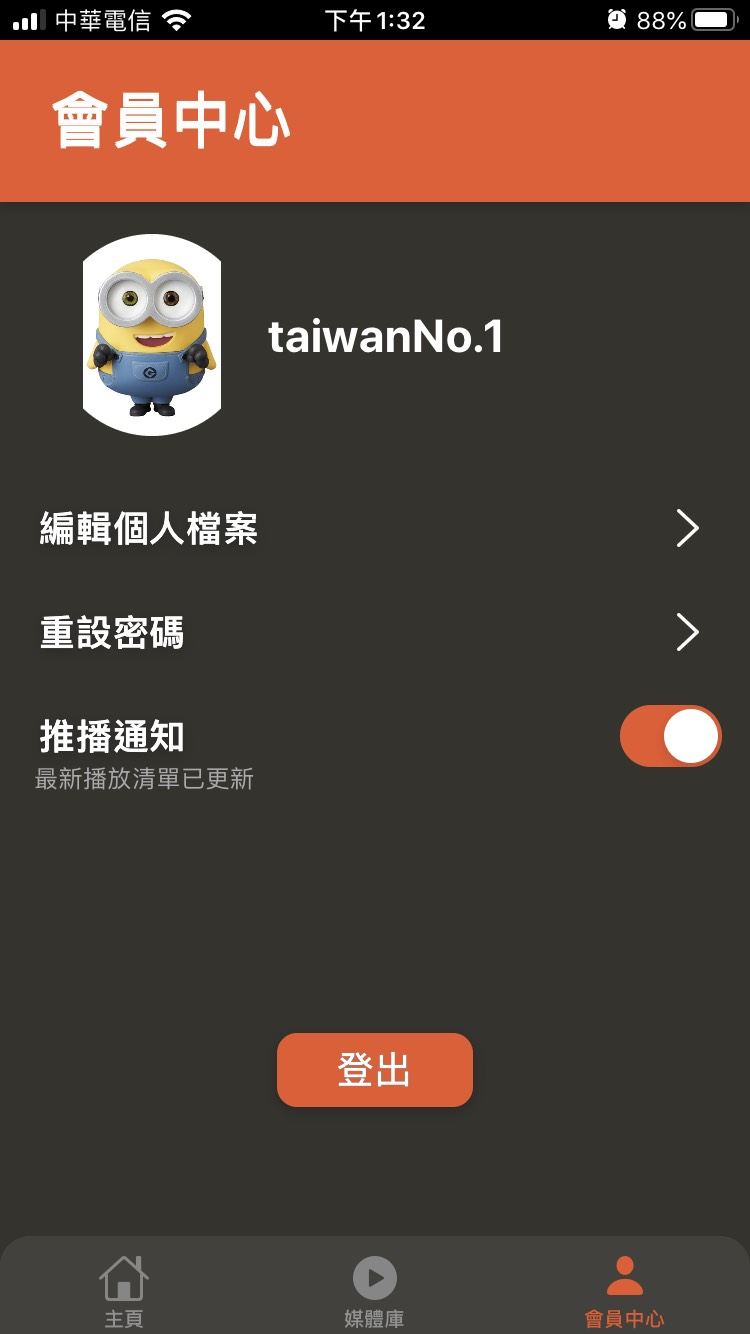 中華電信
下午1:32
88%
會員中心
taiwanNo.1
編輯個人檔案
重設密碼
推播通知
最新播放清單已更新
登出
主頁
媒體庫
會員中心